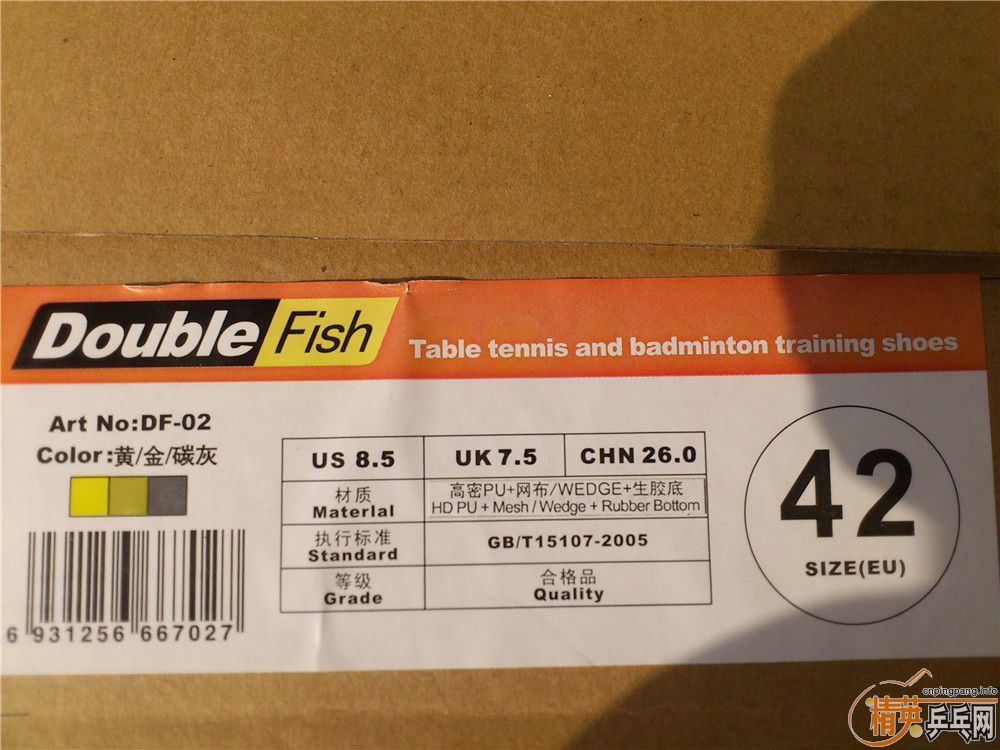 Double Fish
Table tennis and badminton training shoes
Art No:DF-02
Color:黄/金/碳灰
6 931256 667027
US 8.5 UK 7.5 CHN 26.0
材质
Materlal
高密PU+网布/WEDGE+生胶底
HD PU + Mesh / Wedge + Rubber Bottom
执行标准
Standard
GB/T15107-2005
等级
Grade
合格品
Quality
42
SIZE(EU)
cnpingpang.info
精英乒乓网